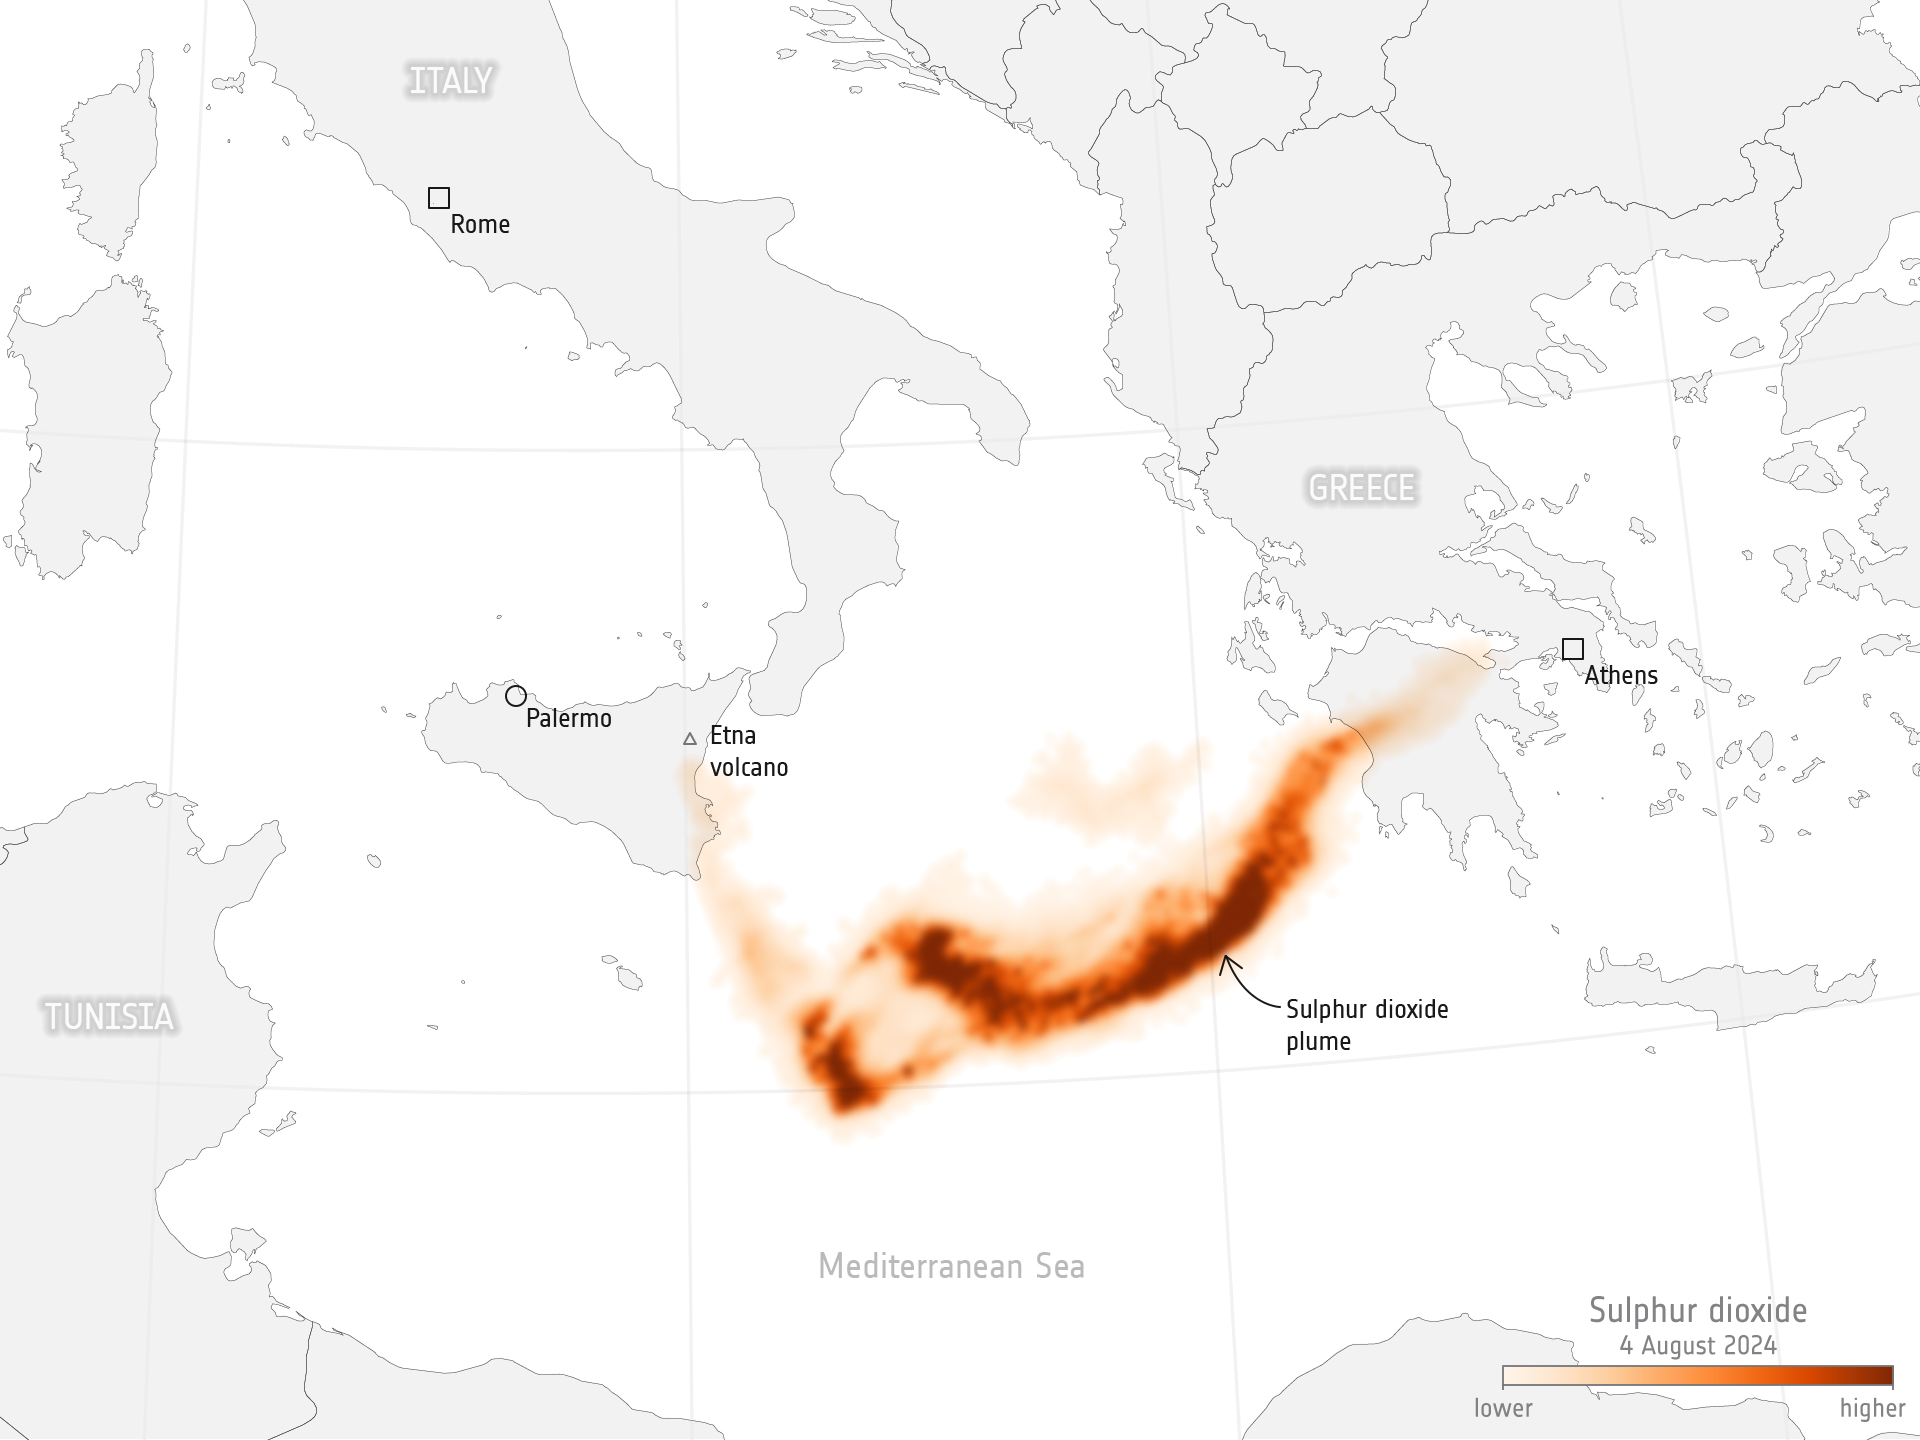 ITALY
Rome
GREECE
Athens
Palermo
Etna
volcano
TUNISIA
Sulphur dioxide
plume
Mediterranean Sea
Sulphur dioxide
4 August 2024
lower
higher